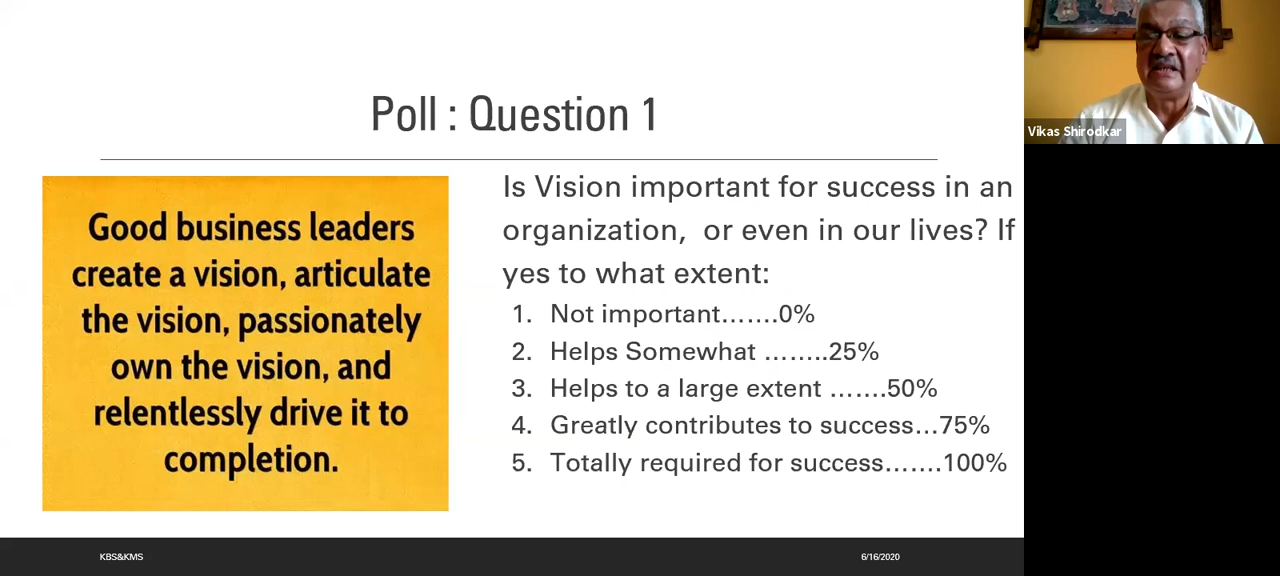 Poll : Question 1
Good business leaders
create a vision, articulate
the vision, passionately
own the vision, and
relentlessly drive it to
completion.
Is Vision important for success in an
organization,  or even in our lives? If
yes to what extent:
1. Not important…….0%
2. Helps Somewhat ……..25%
3. Helps to a large extent …….50%
4. Greatly contributes to success…75%
5. Totally required for success…….100%
KBS&KMS
6/16/2020
Vikas Shirodkar